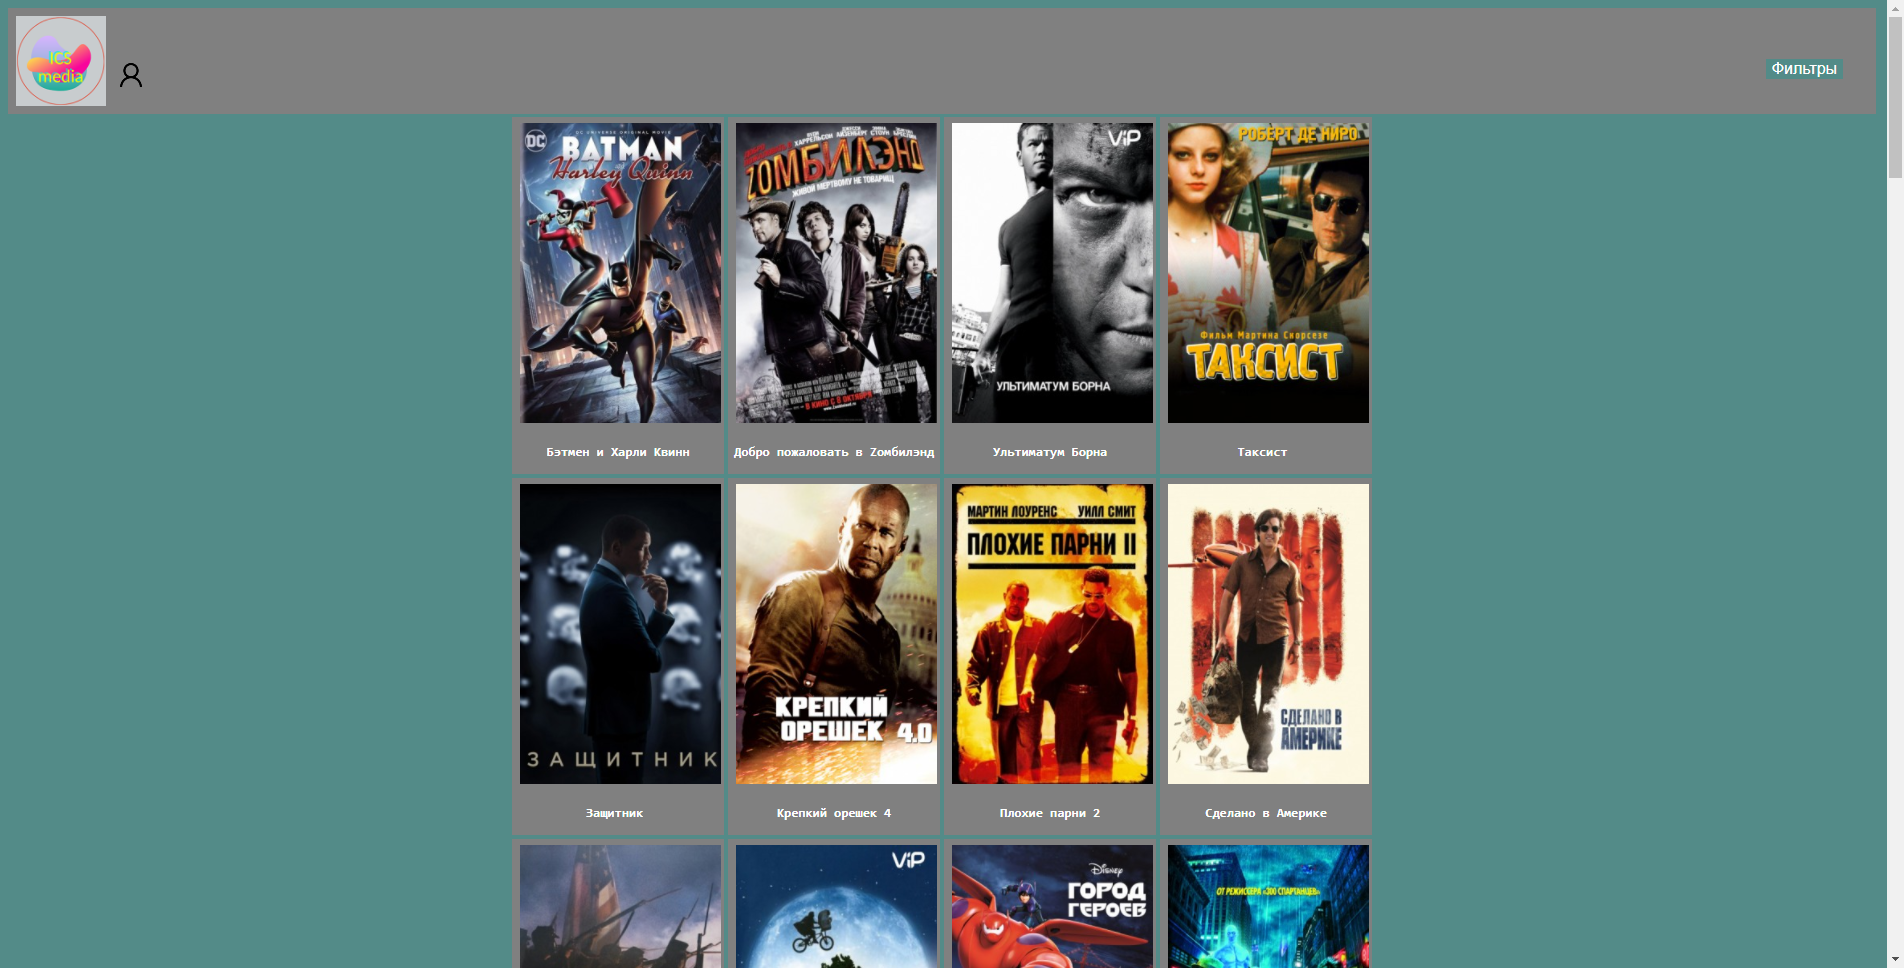 ICS
media
Фильтры
DC
DC UNIVERSE ORIGINAL MOVIE
BATMAN
Harley Quinn
ХАРРЕЛЬСОН
ZОМБИЛЭНД
ЖИВОЙ МЕРТВОМУ НЕ ТОВАРИЩ
В КИНО С 8 ОКТЯБРЯ
ViP
УЛЬТИМАТУМ БОРНА
РОБЕРТ ДЕ НИРО
Фильм Мартина Скорсезе
ТАКСИСТ
Бэтмен и Харли Квинн
Добро пожаловать в Zомбилэнд
Ультиматум Борна
Таксист
ЗАЩИТНИК
КРЕПКИЙ
ОРЕШЕК 4.0
МАРТИН ЛОУРЕНС УИЛЛ СМИТ
ПЛОХИЕ ПАРНИ II
СДЕЛАНО В
АМЕРИКЕ
Защитник
Крепкий орешек 4
Плохие парни 2
Сделано в Америке
ViP
Disney
ГОРОД
ГЕРОЕВ
ОТ РЕЖИССЕРА «300 СПАРТАНЦЕВ»